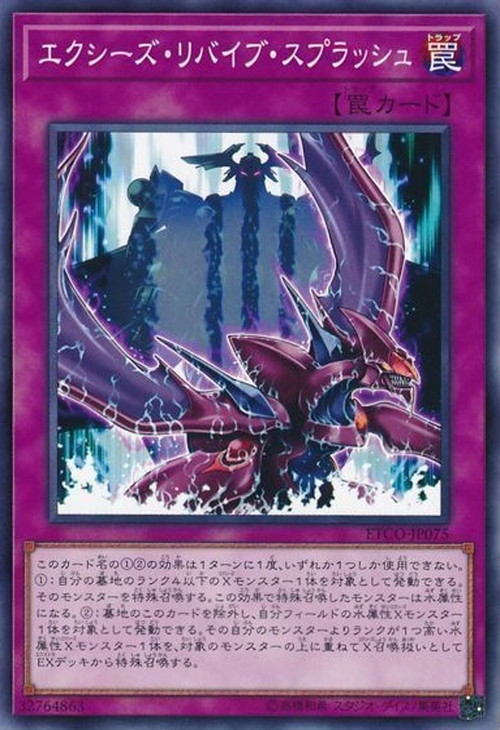 エクシーズ・リバイブ・スプラッシュ
トラップ
罠
【罠カード】
ETCO-JP075
このカード名の①②の効果は1ターンに1度、いずれか1つしか使用できない。
①：自分の墓地のランク4以下のXモンスター1体を対象として発動できる。
そのモンスターを特殊召喚する。この効果で特殊召喚したモンスターは水属性
になる。②：墓地のこのカードを除外し、自分フィールドの水属性Xモンスター
1体を対象として発動できる。その自分のモンスターよりランクが1つ高い水
属性Xモンスター1体を、対象のモンスターの上に重ねてX召喚扱いとして
EXデッキから特殊召喚する。
32764863
©高橋和希 スタジオ・ダイス/集英社